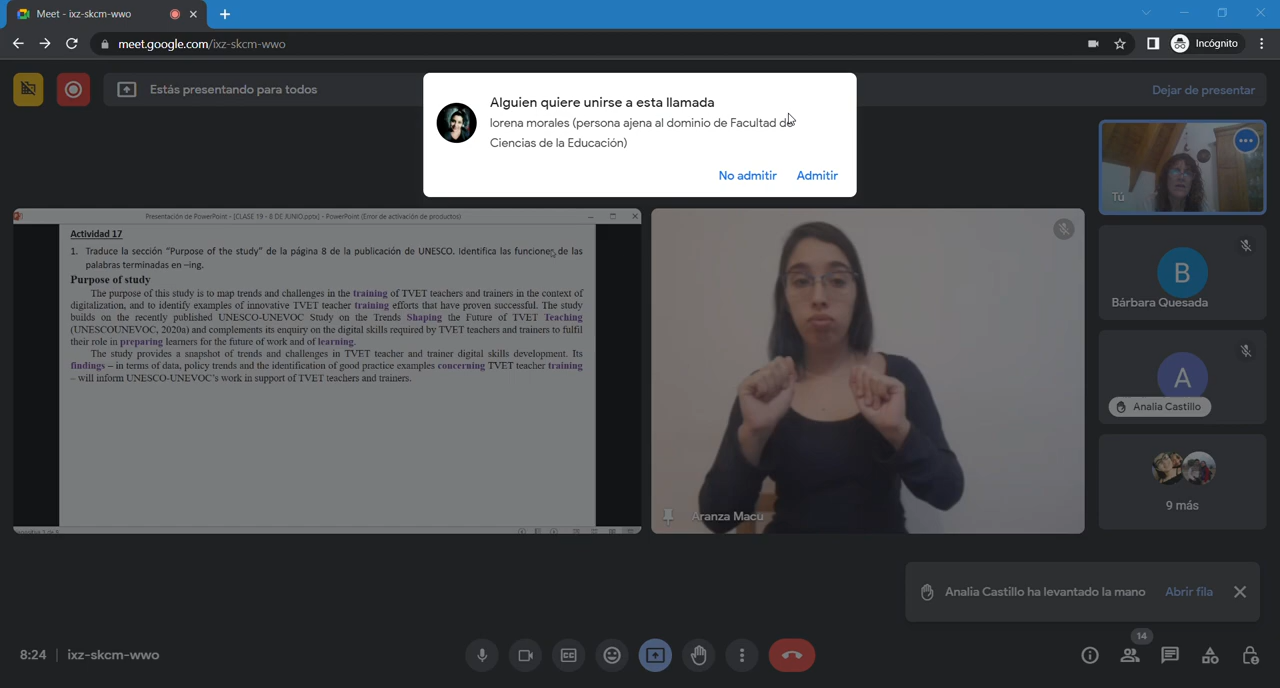 Meet - ixz-skcm-wwo
meet.google.com/ixz-skcm-wwo
Incógnito
Estás presentando para todos
Dejar de presentar
Alguien quiere unirse a esta llamada
lorena morales (persona ajena al dominio de Facultad de
Ciencias de la Educación)
No admitir
Admitir
Tú
Presentación de PowerPoint - [CLASE 19 - 8 DE JUNIO.pptx] - PowerPoint (Error de activación de productos)
Actividad 17
1. Traduce la sección “Purpose of the study” de la página 8 de la publicación de UNESCO. Identifica las funciones de las
palabras terminadas en –ing.
Purpose of study
The purpose of this study is to map trends and challenges in the training of TVET teachers and trainers in the context of
digitalization, and to identify examples of innovative TVET teacher training efforts that have proven successful. The study
builds on the recently published UNESCO-UNEVOC Study on the Trends Shaping the Future of TVET Teaching
(UNESCOUNEVOC, 2020a) and complements its enquiry on the digital skills required by TVET teachers and trainers to fulfil
their role in preparing learners for the future of work and of learning.
The study provides a snapshot of trends and challenges in TVET teacher and trainer digital skills development. Its
findings – in terms of data, policy trends and the identification of good practice examples concerning TVET teacher training
– will inform UNESCO-UNEVOC’s work in support of TVET teachers and trainers.
Aranza Macu
B
Bárbara Quesada
A
Analia Castillo
9 más
Analia Castillo ha levantado la mano
Abrir fila
8:24
ixz-skcm-wwo
14